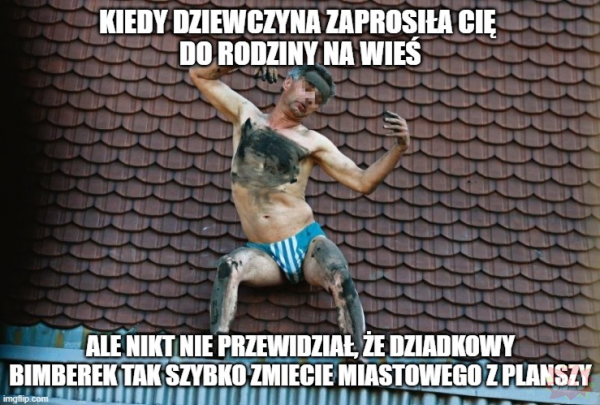 KIEDY DZIEWCZYNA ZAPROSIŁA CIĘ
DO RODZINY NA WIEŚ
ALE NIKT NIE PRZEWIDZIAŁ, ŻE DZIADKOWY
BIMBEREK TAK SZYBKO ZMIECIE MIASTOWEGO Z PLANSZY
imgflip.com